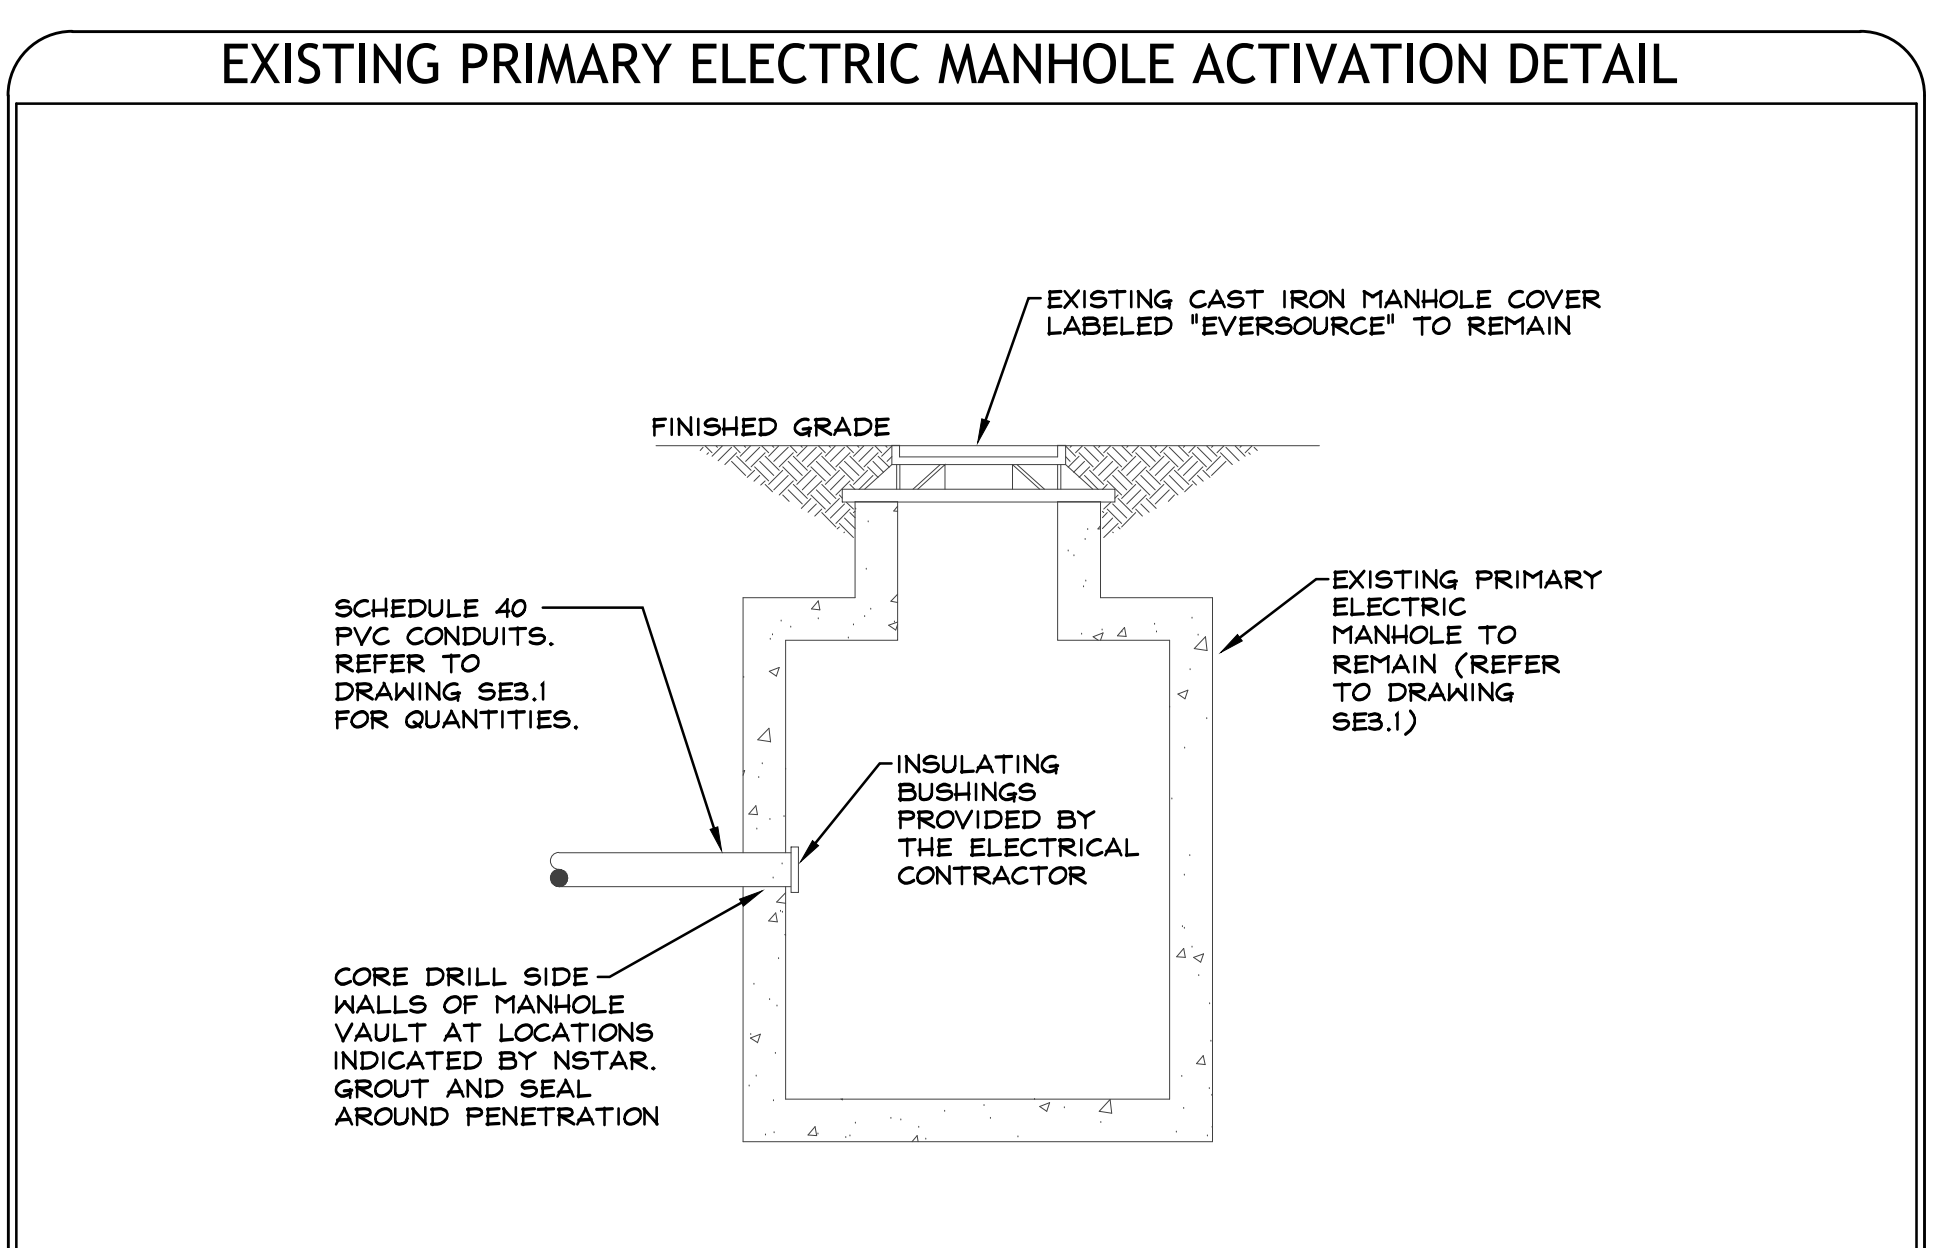 EXISTING PRIMARY ELECTRIC MANHOLE ACTIVATION DETAIL
EXISTING CAST IRON MANHOLE COVER
LABELED "EVERSOURCE" TO REMAIN
FINISHED GRADE
SCHEDULE 40
PVC CONDUITS.
REFER TO
DRAWING SE3.1
FOR QUANTITIES.
EXISTING PRIMARY
ELECTRIC
MANHOLE TO
REMAIN (REFER
TO DRAWING
SE3.1)
INSULATING
BUSHINGS
PROVIDED BY
THE ELECTRICAL
CONTRACTOR
CORE DRILL SIDE
WALLS OF MANHOLE
VAULT AT LOCATIONS
INDICATED BY NSTAR.
GROUT AND SEAL
AROUND PENETRATION